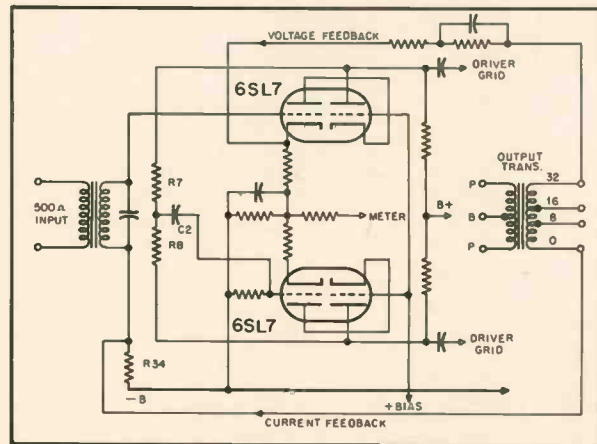 VOLTAGE FEEDBACK
DRIVER
GRID
6SL7
OUTPUT
TRANS.
500Ω
INPUT
R7
R8
C2
METER
B+
P
B
P
32
16
8
0
6SL7
DRIVER
GRID
R34
-B
+BIAS
CURRENT FEEDBACK